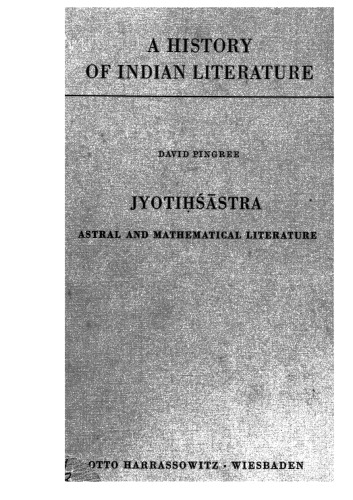 A HISTORY
OF INDIAN LITERATURE
DAVID PINGREE
JYOTIḤŚĀSTRA
ASTRAL AND MATHEMATICAL LITERATURE
OTTO HARRASSOWITZ · WIESBADEN